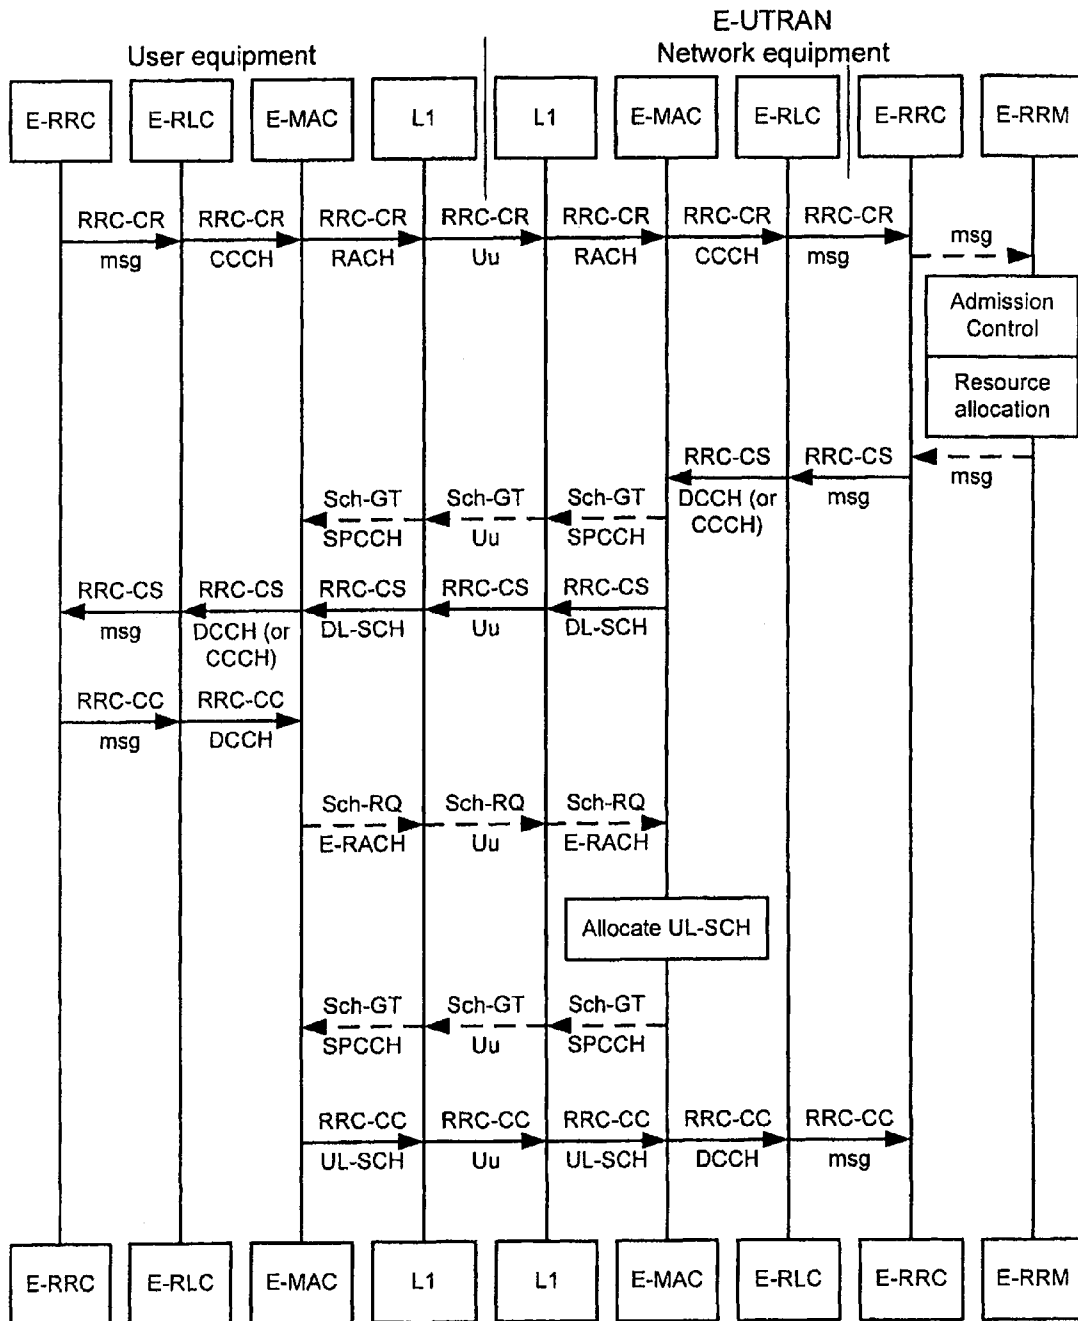 E-UTRAN
User equipment
Network equipment
E-RRC E-RLC E-MAC L1 L1 E-MAC E-RLC E-RRC E-RRM
RRC-CR RRC-CR RRC-CR RRC-CR RRC-CR RRC-CR RRC-CR
msg CCCH RACH Uu RACH CCCH msg
msg
Admission
Control
Resource
allocation
RRC-CS RRC-CS
DCCH (or
CCCH)
msg
msg
Sch-GT Sch-GT Sch-GT
SPCCH Uu SPCCH
RRC-CS RRC-CS RRC-CS RRC-CS RRC-CS
msg
DCCH (or
CCCH)
DL-SCH Uu DL-SCH
RRC-CC RRC-CC
msg DCCH
Sch-RQ Sch-RQ Sch-RQ
E-RACH Uu E-RACH
Allocate UL-SCH
Sch-GT Sch-GT Sch-GT
SPCCH Uu SPCCH
RRC-CC RRC-CC RRC-CC RRC-CC RRC-CC
UL-SCH Uu UL-SCH DCCH msg
E-RRC E-RLC E-MAC L1 L1 E-MAC E-RLC E-RRC E-RRM